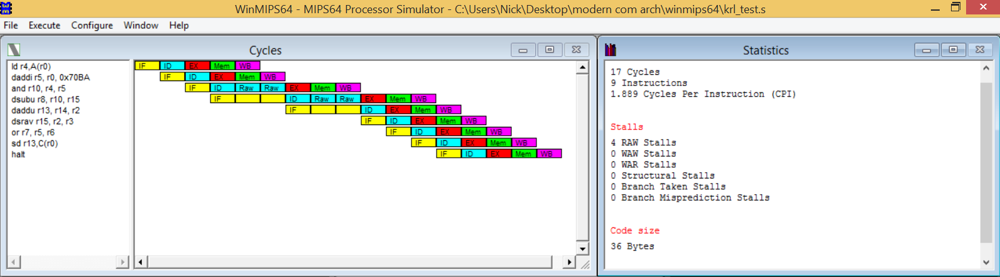 WinMIPS64 - MIPS64 Processor Simulator - C:\Users\Nick\Desktop\modern com arch\winmips64\krl_test.s
File Execute Configure Window Help
Cycles
ld r4,A(r0)
daddi r5, r0, 0x70BA
and r10, r4, r5
dsubu r8, r10, r15
daddu r13, r14, r2
dsrav r15, r2, r3
or r7, r5, r6
sd r13,C(r0)
halt
IF ID EX Mem WB
IF ID EX Mem WB
IF ID Raw Raw EX Mem WB
IF ID Raw Raw EX Mem WB
IF ID EX Mem WB
IF ID EX Mem WB
IF ID EX Mem WB
IF ID EX Mem WB
IF ID EX Mem WB
Statistics
17 Cycles
9 Instructions
1.889 Cycles Per Instruction (CPI)
Stalls
4 RAW Stalls
0 WAW Stalls
0 WAR Stalls
0 Structural Stalls
0 Branch Taken Stalls
0 Branch Misprediction Stalls
Code size
36 Bytes